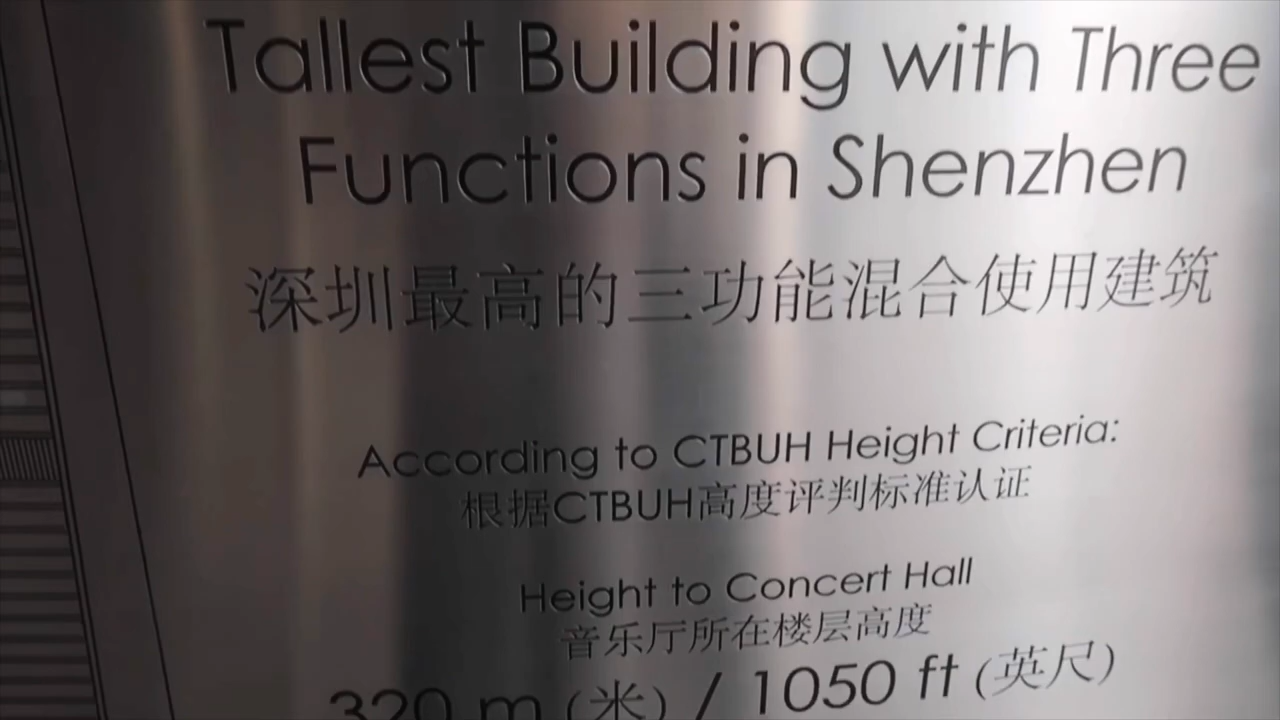 Tallest Building with Three
Functions in Shenzhen
深圳最高的三功能混合使用建筑
According to CTBUH Height Criteria:
根据CTBUH高度评判标准认证
Height to Concert Hall
音乐厅所在楼层高度
320 m (米) / 1050 ft (英尺)